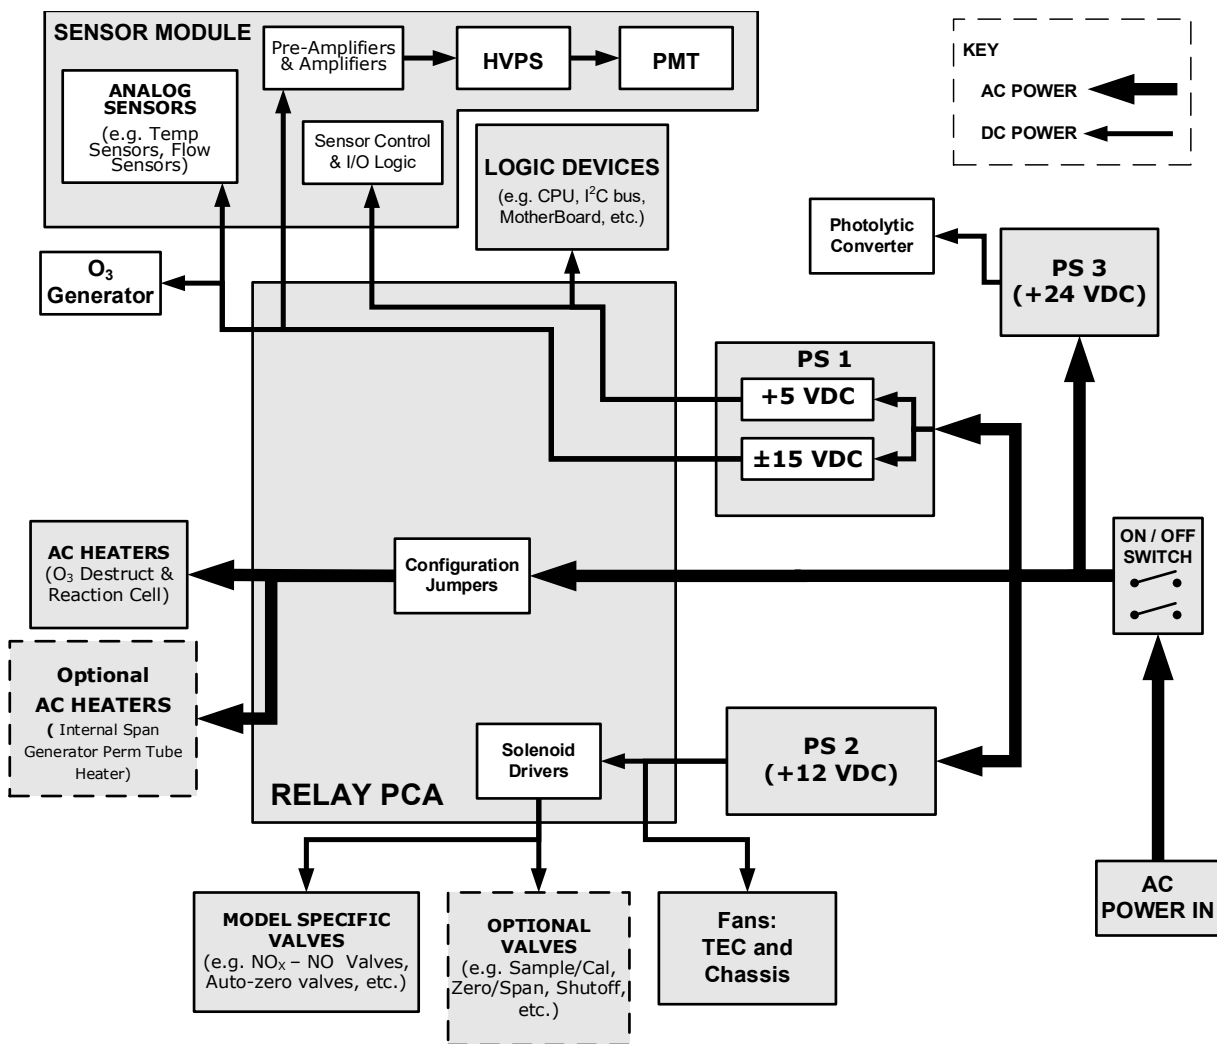 SENSOR MODULE
Pre-Amplifiers
& Amplifiers
HVPS
PMT
KEY
AC POWER
DC POWER
ANALOG
SENSORS
(e.g. Temp
Sensors, Flow
Sensors)
Sensor Control
& I/O Logic
LOGIC DEVICES
(e.g. CPU, I²C bus,
MotherBoard, etc.)
Photolytic
Converter
PS 3
(+24 VDC)
O₃
Generator
PS 1
+5 VDC
±15 VDC
ON / OFF
SWITCH
AC HEATERS
(O₃ Destruct &
Reaction Cell)
Configuration
Jumpers
Optional
AC HEATERS
( Internal Span
Generator Perm Tube
Heater)
Solenoid
Drivers
PS 2
(+12 VDC)
RELAY PCA
AC
POWER IN
MODEL SPECIFIC
VALVES
(e.g. NOₓ – NO Valves,
Auto-zero valves, etc.)
OPTIONAL
VALVES
(e.g. Sample/Cal,
Zero/Span, Shutoff,
etc.)
Fans:
TEC and
Chassis